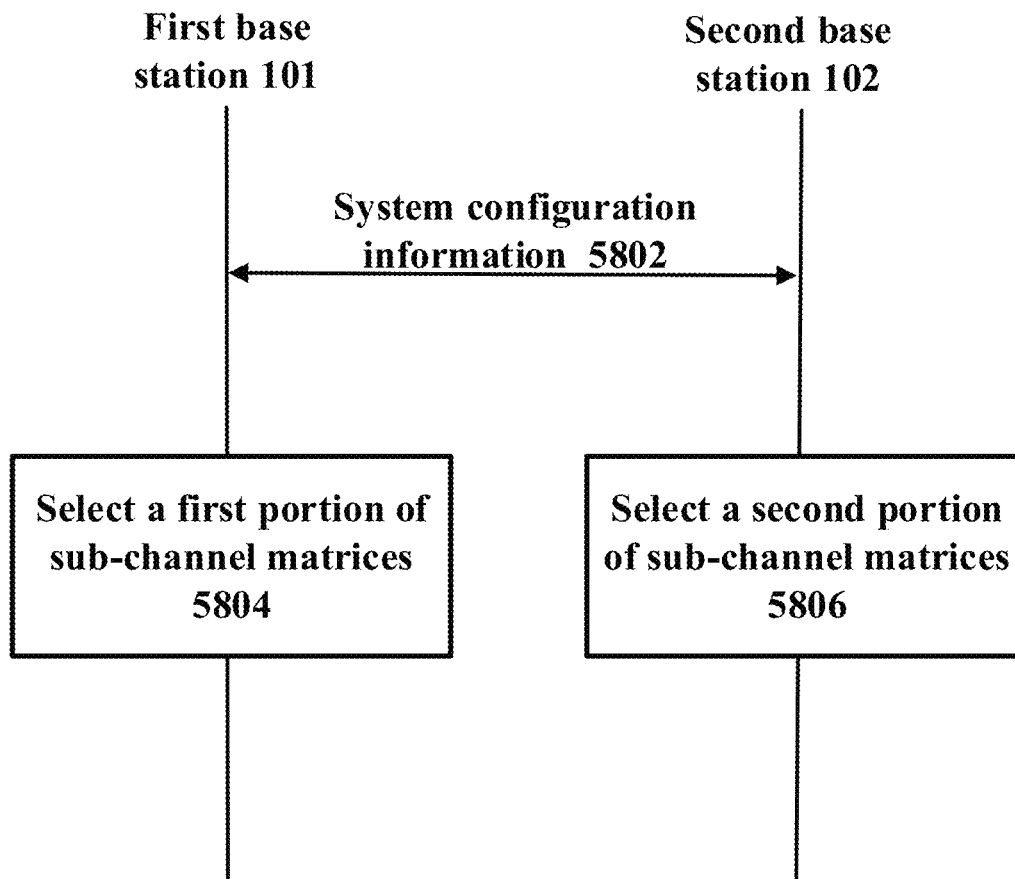 First base
station 101
Second base
station 102
System configuration
information 5802
Select a first portion of
sub-channel matrices
5804
Select a second portion
of sub-channel matrices
5806